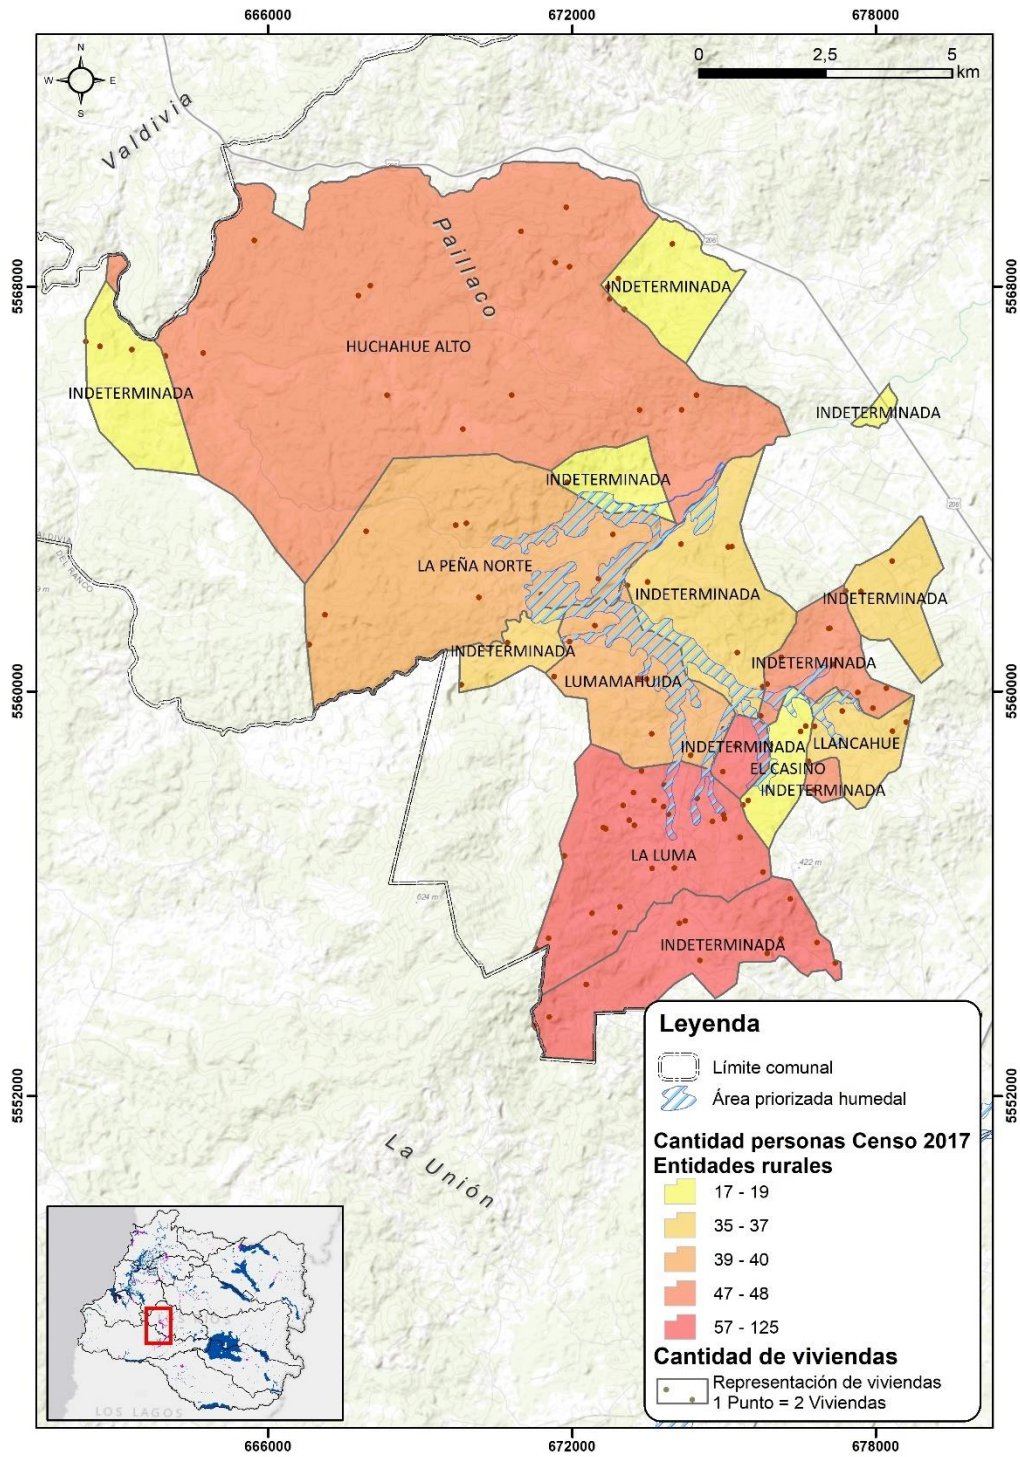 666000
672000
678000
N
W
E
S
0
2,5
5
km
Valdivia
Paillaco
206
5568000
5568000
INDETERMINADA
HUCHAHUE ALTO
INDETERMINADA
INDETERMINADA
INDETERMINADA
206
LA PEÑA NORTE
DEL RANCO
INDETERMINADA
INDETERMINADA
INDETERMINADA
INDETERMINADA
LUMAMAHUIDA
5560000
5560000
INDETERMINADA
LLANCAHUE
EL CASINO
INDETERMINADA
LA LUMA
422 m
624 m
INDETERMINADA
5552000
5552000
La Unión
Leyenda
Límite comunal
Área priorizada humedal
Cantidad personas Censo 2017
Entidades rurales
17 - 19
35 - 37
39 - 40
47 - 48
57 - 125
Cantidad de viviendas
Representación de viviendas
1 Punto = 2 Viviendas
LOS LAGOS
666000
672000
678000